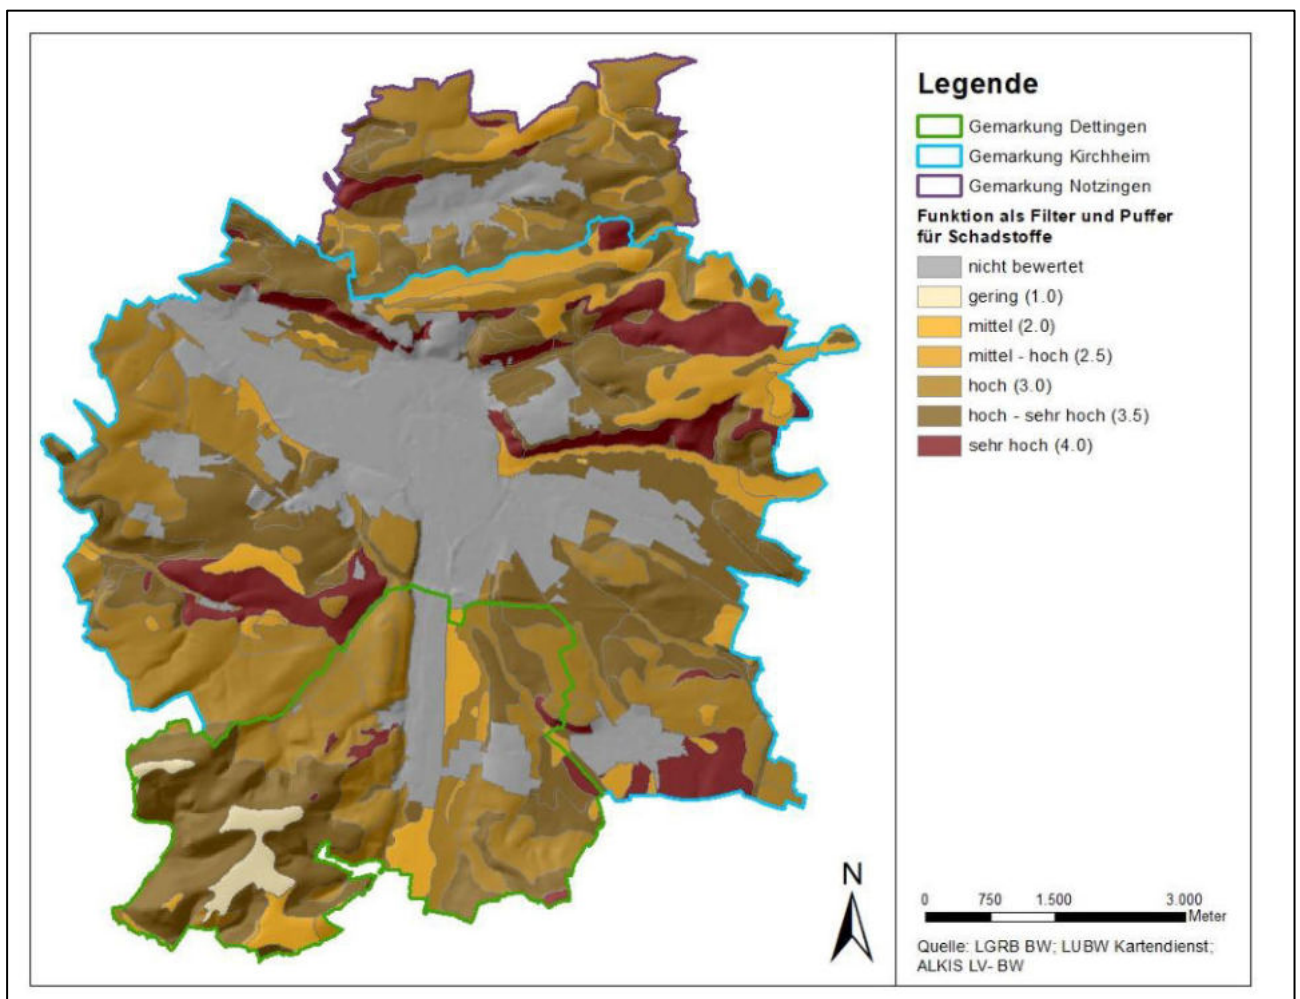 Legende
Gemarkung Dettingen
Gemarkung Kirchheim
Gemarkung Notzingen
Funktion als Filter und Puffer
für Schadstoffe
nicht bewertet
gering (1.0)
mittel (2.0)
mittel - hoch (2.5)
hoch (3.0)
hoch - sehr hoch (3.5)
sehr hoch (4.0)
N
0 750 1.500 3.000
Meter
Quelle: LGRB BW; LUBW Kartendienst;
ALKIS LV- BW